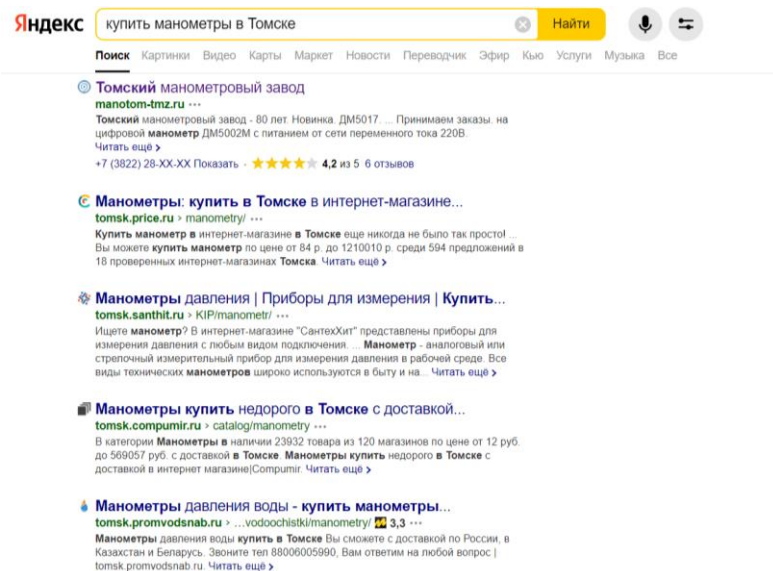 Яндекс
купить манометры в Томске
Найти
Поиск Картинки Видео Карты Маркет Новости Переводчик Эфир Кью Услуги Музыка Все
Томский манометровый завод
manotom-tmz.ru ···
Томский манометровый завод - 80 лет. Новинка. ДМ5017. ... Принимаем заказы. на
цифровой манометр ДМ5002М с питанием от сети переменного тока 220В.
Читать ещё >
+7 (3822) 28-XX-XX Показать · 4,2 из 5 6 отзывов
Манометры: купить в Томске в интернет-магазине...
tomsk.price.ru > manometry/ ···
Купить манометр в интернет-магазине в Томске еще никогда не было так просто! ...
Вы можете купить манометр по цене от 84 р. до 1210010 р. среди 594 предложений в
18 проверенных интернет-магазинах Томска. Читать ещё >
Манометры давления | Приборы для измерения | Купить...
tomsk.santhit.ru > KIP/manometr/ ···
Ищете манометр? В интернет-магазине "СантехХит" представлены приборы для
измерения давления с любым видом подключения. ... Манометр - аналоговый или
стрелочный измерительный прибор для измерения давления в рабочей среде. Все
виды технических манометров широко используются в быту и на... Читать ещё >
Манометры купить недорого в Томске с доставкой...
tomsk.compumir.ru > catalog/manometry ···
В категории Манометры в наличии 23932 товара из 120 магазинов по цене от 12 руб.
до 569057 руб. с доставкой в Томске. Манометры купить недорого в Томске с
доставкой в интернет магазине|Compumir. Читать ещё >
Манометры давления воды - купить манометры...
tomsk.promvodsnab.ru > ...vodoochistki/manometry/ 3,3 ···
Манометры давления воды купить в Томске Вы сможете с доставкой по России, в
Казахстан и Беларусь. Звоните тел 88006005990, Вам ответим на любой вопрос |
tomsk.promvodsnab.ru. Читать ещё >